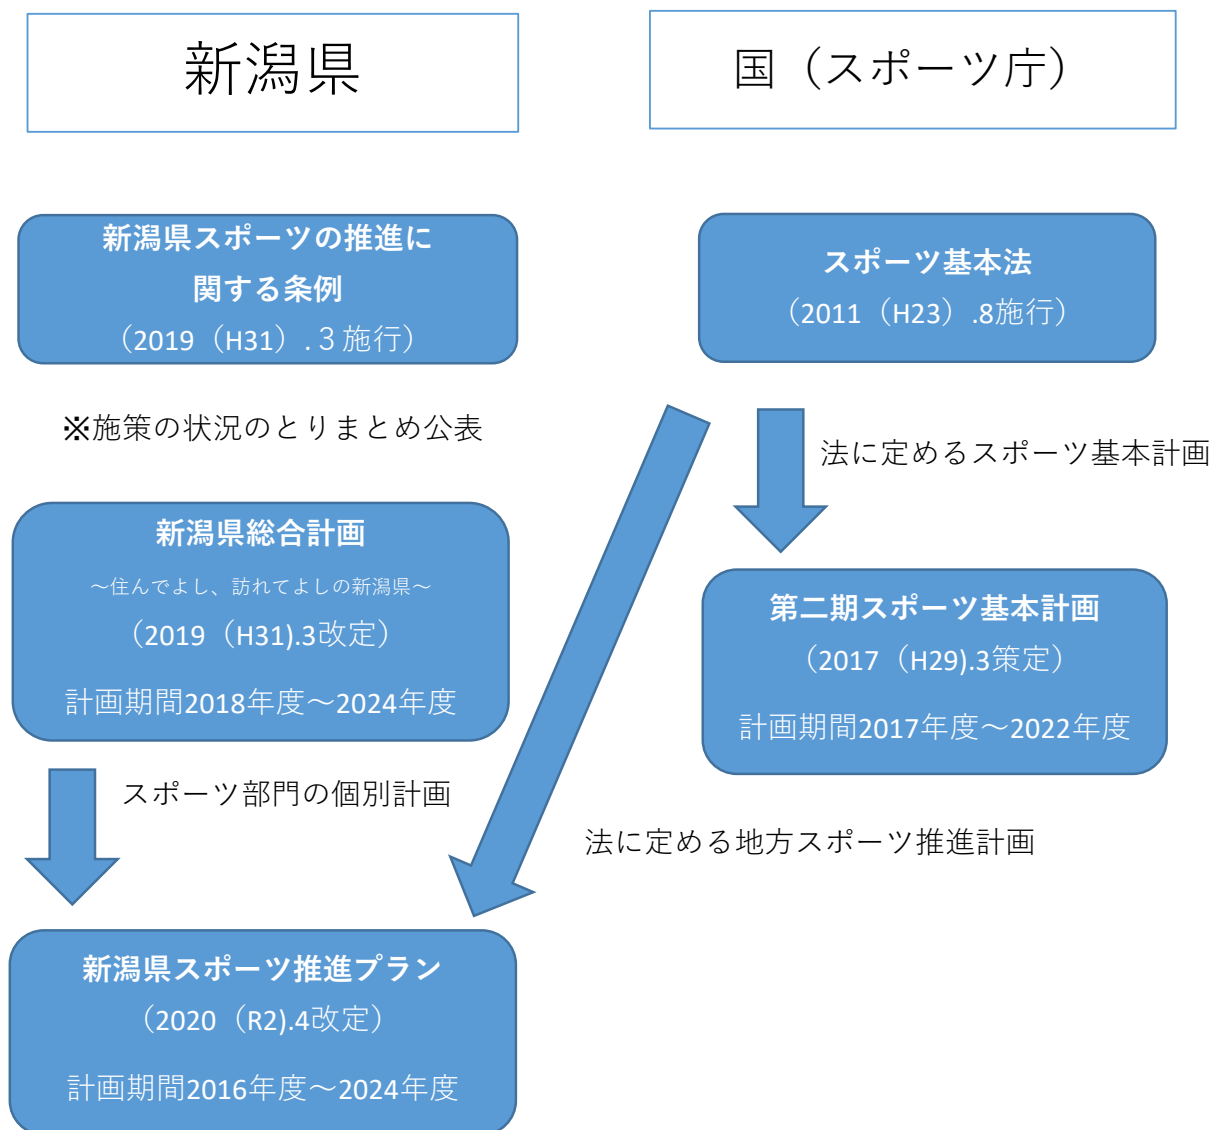 新潟県
国（スポーツ庁）
新潟県スポーツの推進に
関する条例
（2019（H31）.３施行）
スポーツ基本法
（2011（H23）.8施行）
※施策の状況のとりまとめ公表
法に定めるスポーツ基本計画
新潟県総合計画
～住んでよし、訪れてよしの新潟県～
（2019（H31).3改定）
計画期間2018年度～2024年度
第二期スポーツ基本計画
（2017（H29).3策定）
計画期間2017年度～2022年度
スポーツ部門の個別計画
法に定める地方スポーツ推進計画
新潟県スポーツ推進プラン
（2020（R2).4改定）
計画期間2016年度～2024年度